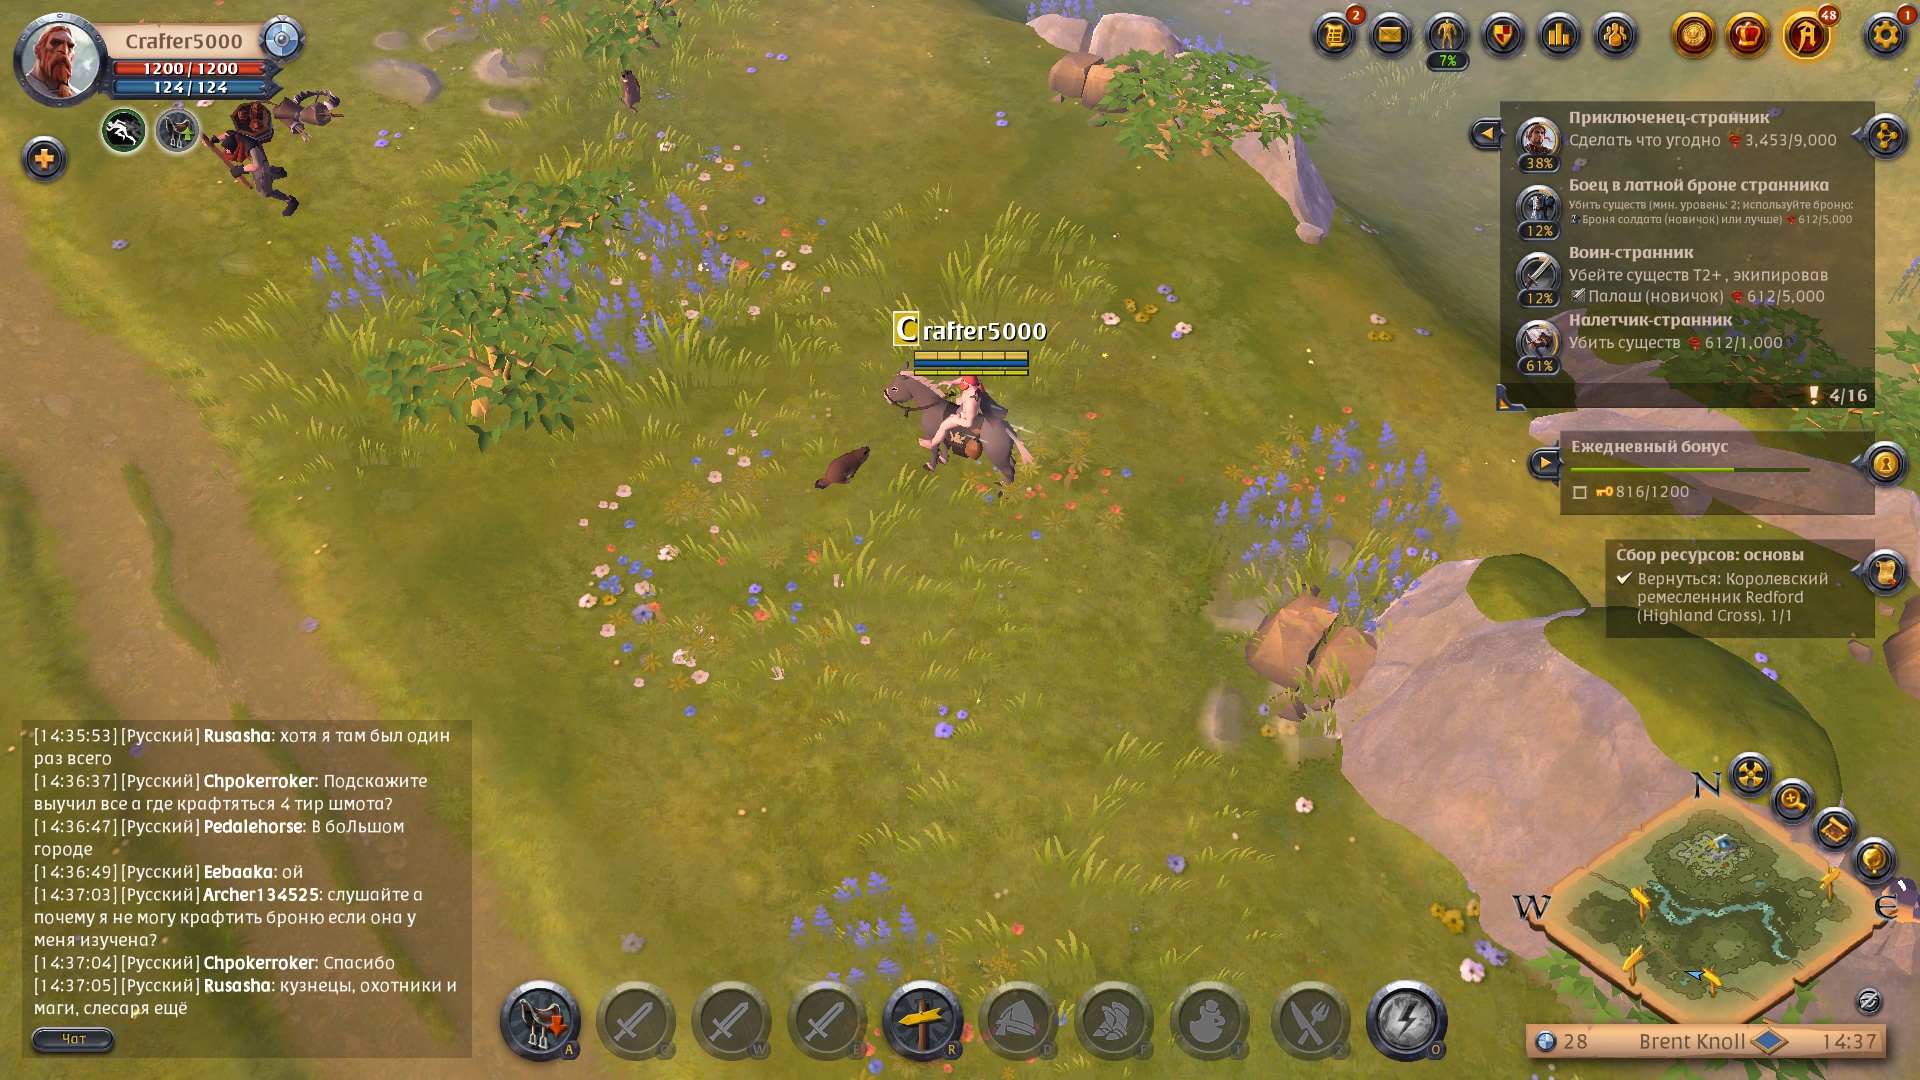 Crafter5000
1200/1200
124/124
2
7%
48
1
Приключенец-странник
Сделать что угодно 3,453/9,000
38%
Боец в латной броне странника
Убить существ (мин. уровень: 2; используйте броню:
Броня солдата (новичок) или лучше) 612/5,000
12%
Воин-странник
Убейте существ T2+, экипировав
Палаш (новичок) 612/5,000
12%
Налетчик-странник
Убить существ 612/1,000
61%
4/16
Ежедневный бонус
816/1200
Сбор ресурсов: основы
Вернуться: Королевский
ремесленник Redford
(Highland Cross). 1/1
Crafter5000
[14:35:53] [Русский] Rusasha: хотя я там был один
раз всего
[14:36:37] [Русский] Chpokerroker: Подскажите
выучил все а где крафтяться 4 тир шмота?
[14:36:47] [Русский] Pedalehorse: В боЛьшом
городе
[14:36:49] [Русский] Eebaaka: ой
[14:37:03] [Русский] Archer134525: слушайте а
почему я не могу крафтить броню если она у
меня изучена?
[14:37:04] [Русский] Chpokerroker: Спасибо
[14:37:05] [Русский] Rusasha: кузнецы, охотники и
маги, слесаря ещё
Чат
A
Q
W
E
R
D
F
1
2
O
N
W
E
28
Brent Knoll
14:37